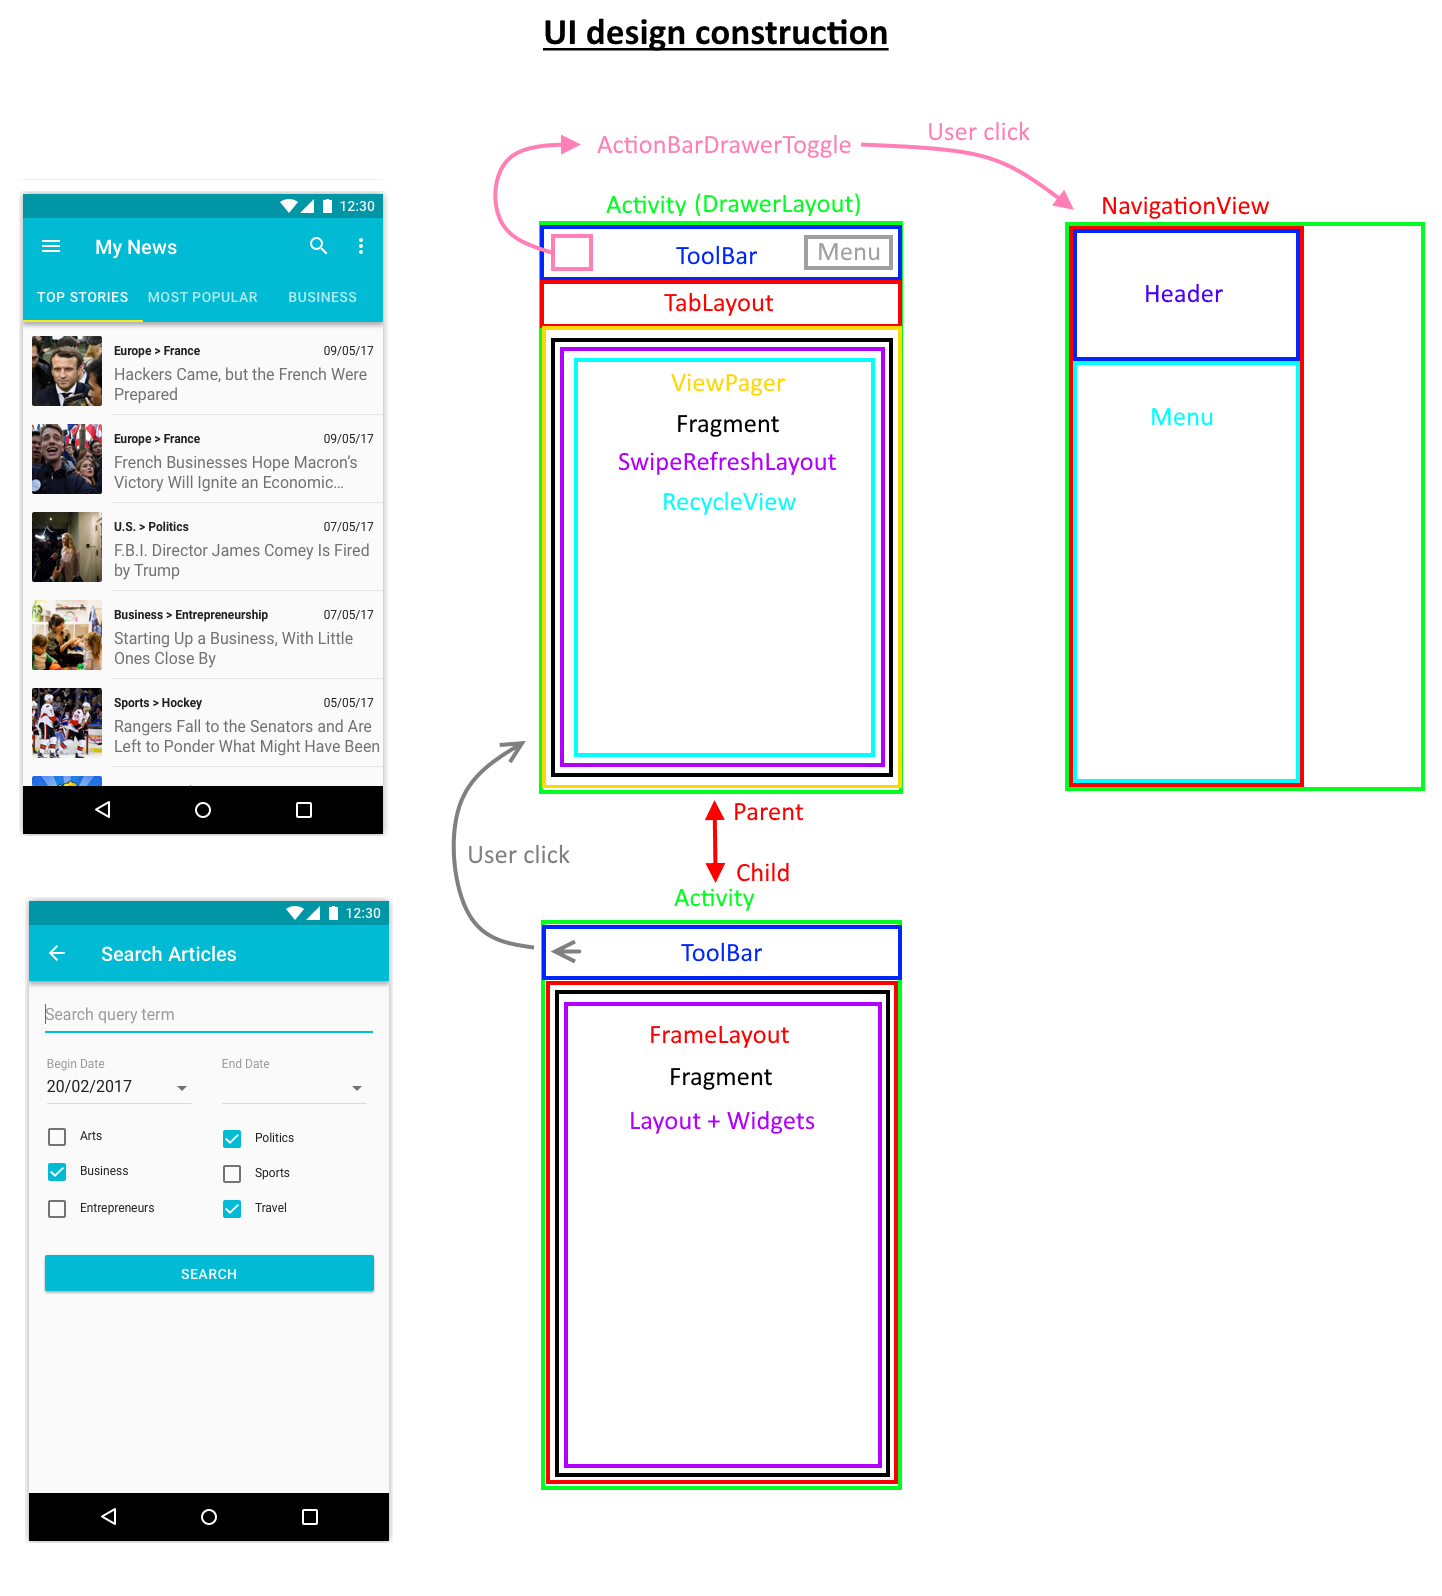 UI design construction
ActionBarDrawerToggle
User click
12:30
My News
TOP STORIES
MOST POPULAR
BUSINESS
Europe > France
09/05/17
Hackers Came, but the French Were
Prepared
Europe > France
09/05/17
French Businesses Hope Macron’s
Victory Will Ignite an Economic…
U.S. > Politics
07/05/17
F.B.I. Director James Comey Is Fired
by Trump
Business > Entrepreneurship
07/05/17
Starting Up a Business, With Little
Ones Close By
Sports > Hockey
05/05/17
Rangers Fall to the Senators and Are
Left to Ponder What Might Have Been
Activity (DrawerLayout)
ToolBar
Menu
TabLayout
ViewPager
Fragment
SwipeRefreshLayout
RecycleView
NavigationView
Header
Menu
User click
Parent
Child
12:30
Search Articles
Search query term
Begin Date
End Date
20/02/2017
Arts
Politics
Business
Sports
Entrepreneurs
Travel
SEARCH
Activity
ToolBar
FrameLayout
Fragment
Layout + Widgets